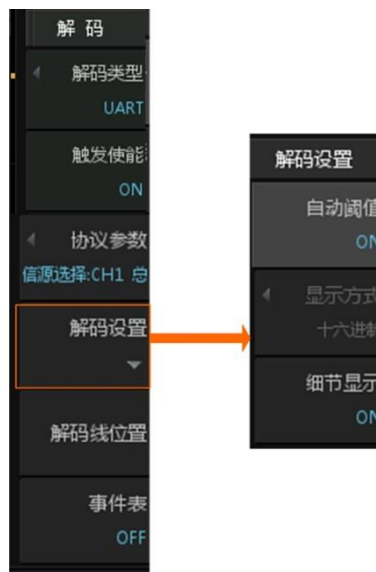 解 码
解码类型
UART
触发使能
ON
协议参数
信源选择:CH1 总
解码设置
解码线位置
事件表
OFF
解码设置
自动阈值
ON
显示方式
十六进制
细节显示
ON